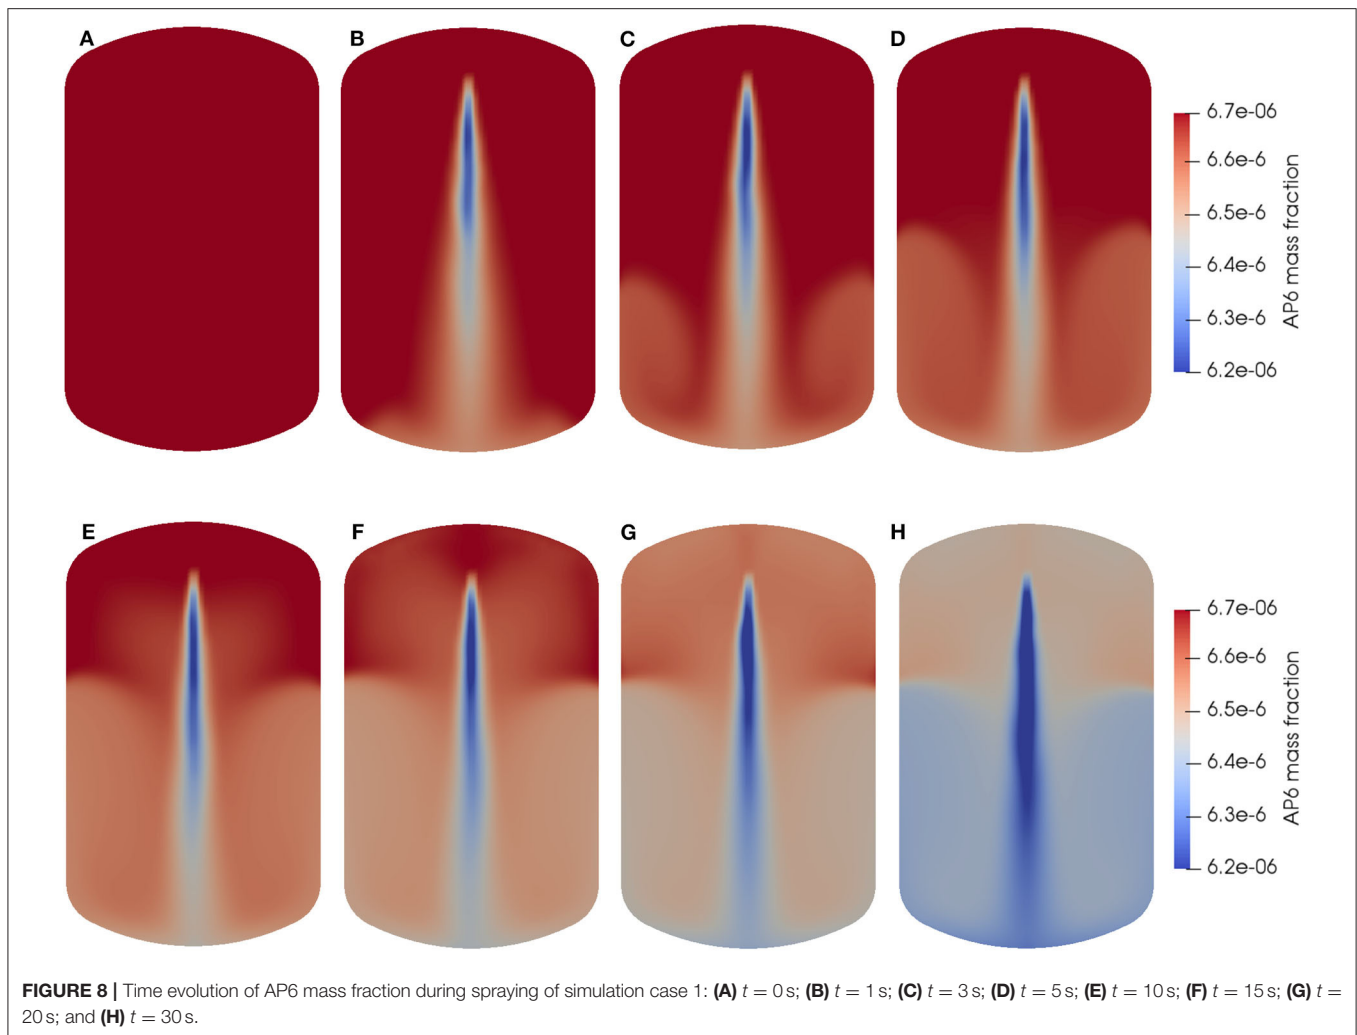 A
B
C
D
6.7e-06
6.6e-6
6.5e-6
6.4e-6
6.3e-6
6.2e-06
AP6 mass fraction
E
F
G
H
6.7e-06
6.6e-6
6.5e-6
6.4e-6
6.3e-6
6.2e-06
AP6 mass fraction
FIGURE 8 | Time evolution of AP6 mass fraction during spraying of simulation case 1: (A) t = 0 s; (B) t = 1 s; (C) t = 3 s; (D) t = 5 s; (E) t = 10 s; (F) t = 15 s; (G) t =
20 s; and (H) t = 30 s.